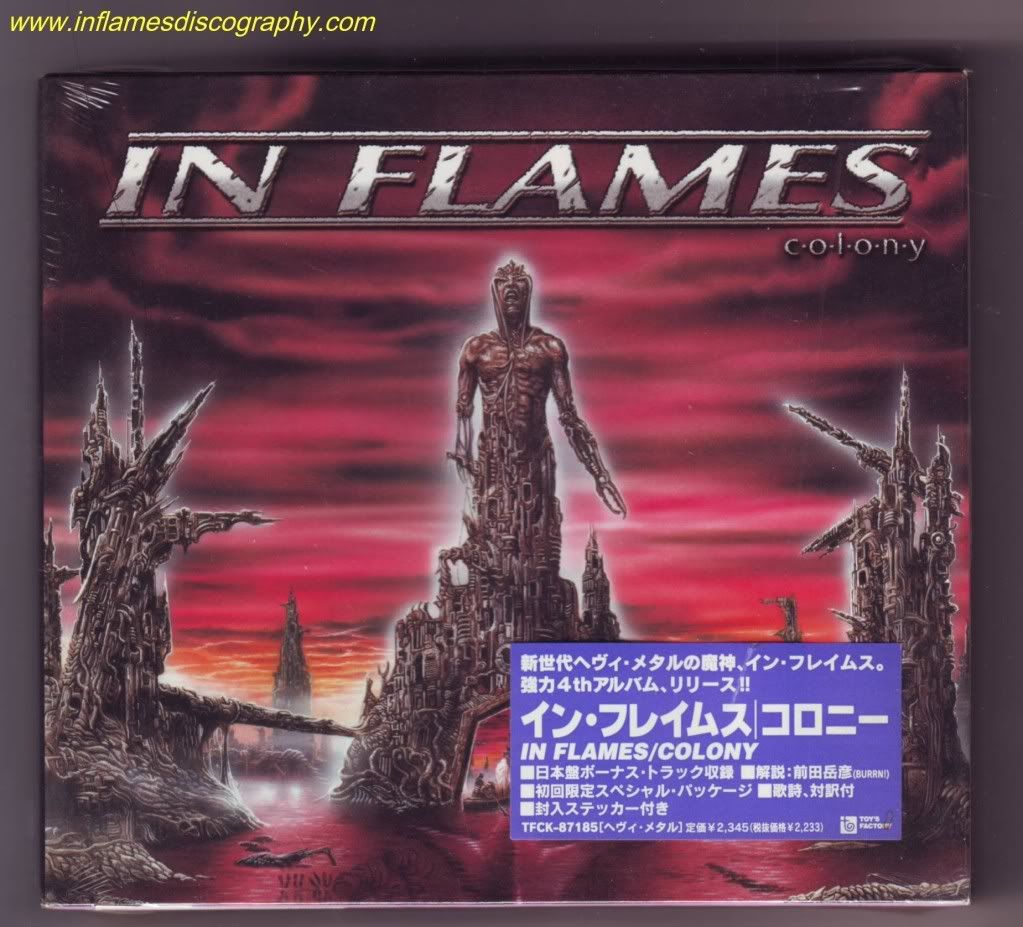 www.inflamesdiscography.com
IN FLAMES
c·o·l·o·n·y
新世代ヘヴィ・メタルの魔神、イン・フレイムス。
強力4thアルバム、リリース!!
イン・フレイムス|コロニー
IN FLAMES/COLONY
■日本盤ボーナス・トラック収録 ■解説：前田岳彦(BURRN!)
■初回限定スペシャル・パッケージ ■歌詩、対訳付
■封入ステッカー付き
TFCK-87185[ヘヴィ・メタル] 定価￥2,345(税抜価格￥2,233)
TOY'S
FACTORY